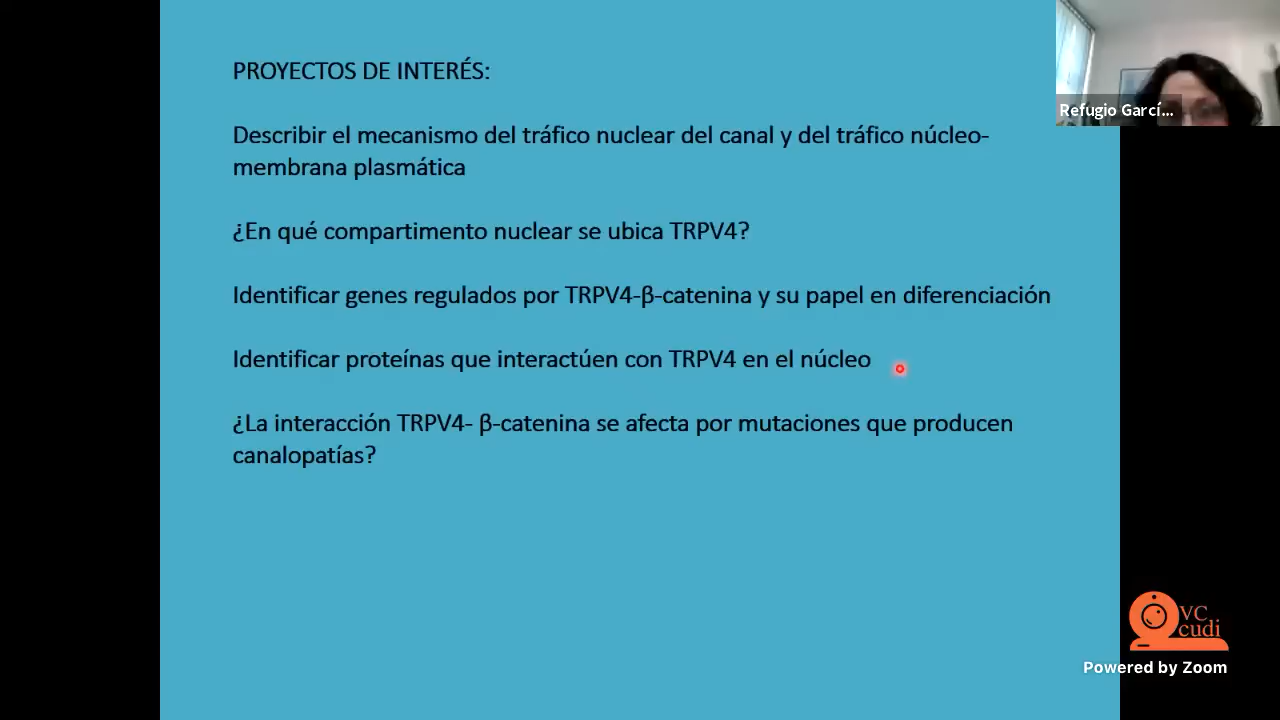 PROYECTOS DE INTERÉS:
Describir el mecanismo del tráfico nuclear del canal y del tráfico núcleo-
membrana plasmática
¿En qué compartimento nuclear se ubica TRPV4?
Identificar genes regulados por TRPV4-β-catenina y su papel en diferenciación
Identificar proteínas que interactúen con TRPV4 en el núcleo
¿La interacción TRPV4- β-catenina se afecta por mutaciones que producen
canalopatías?
Refugio Garcí...
VC
cudi
Powered by Zoom